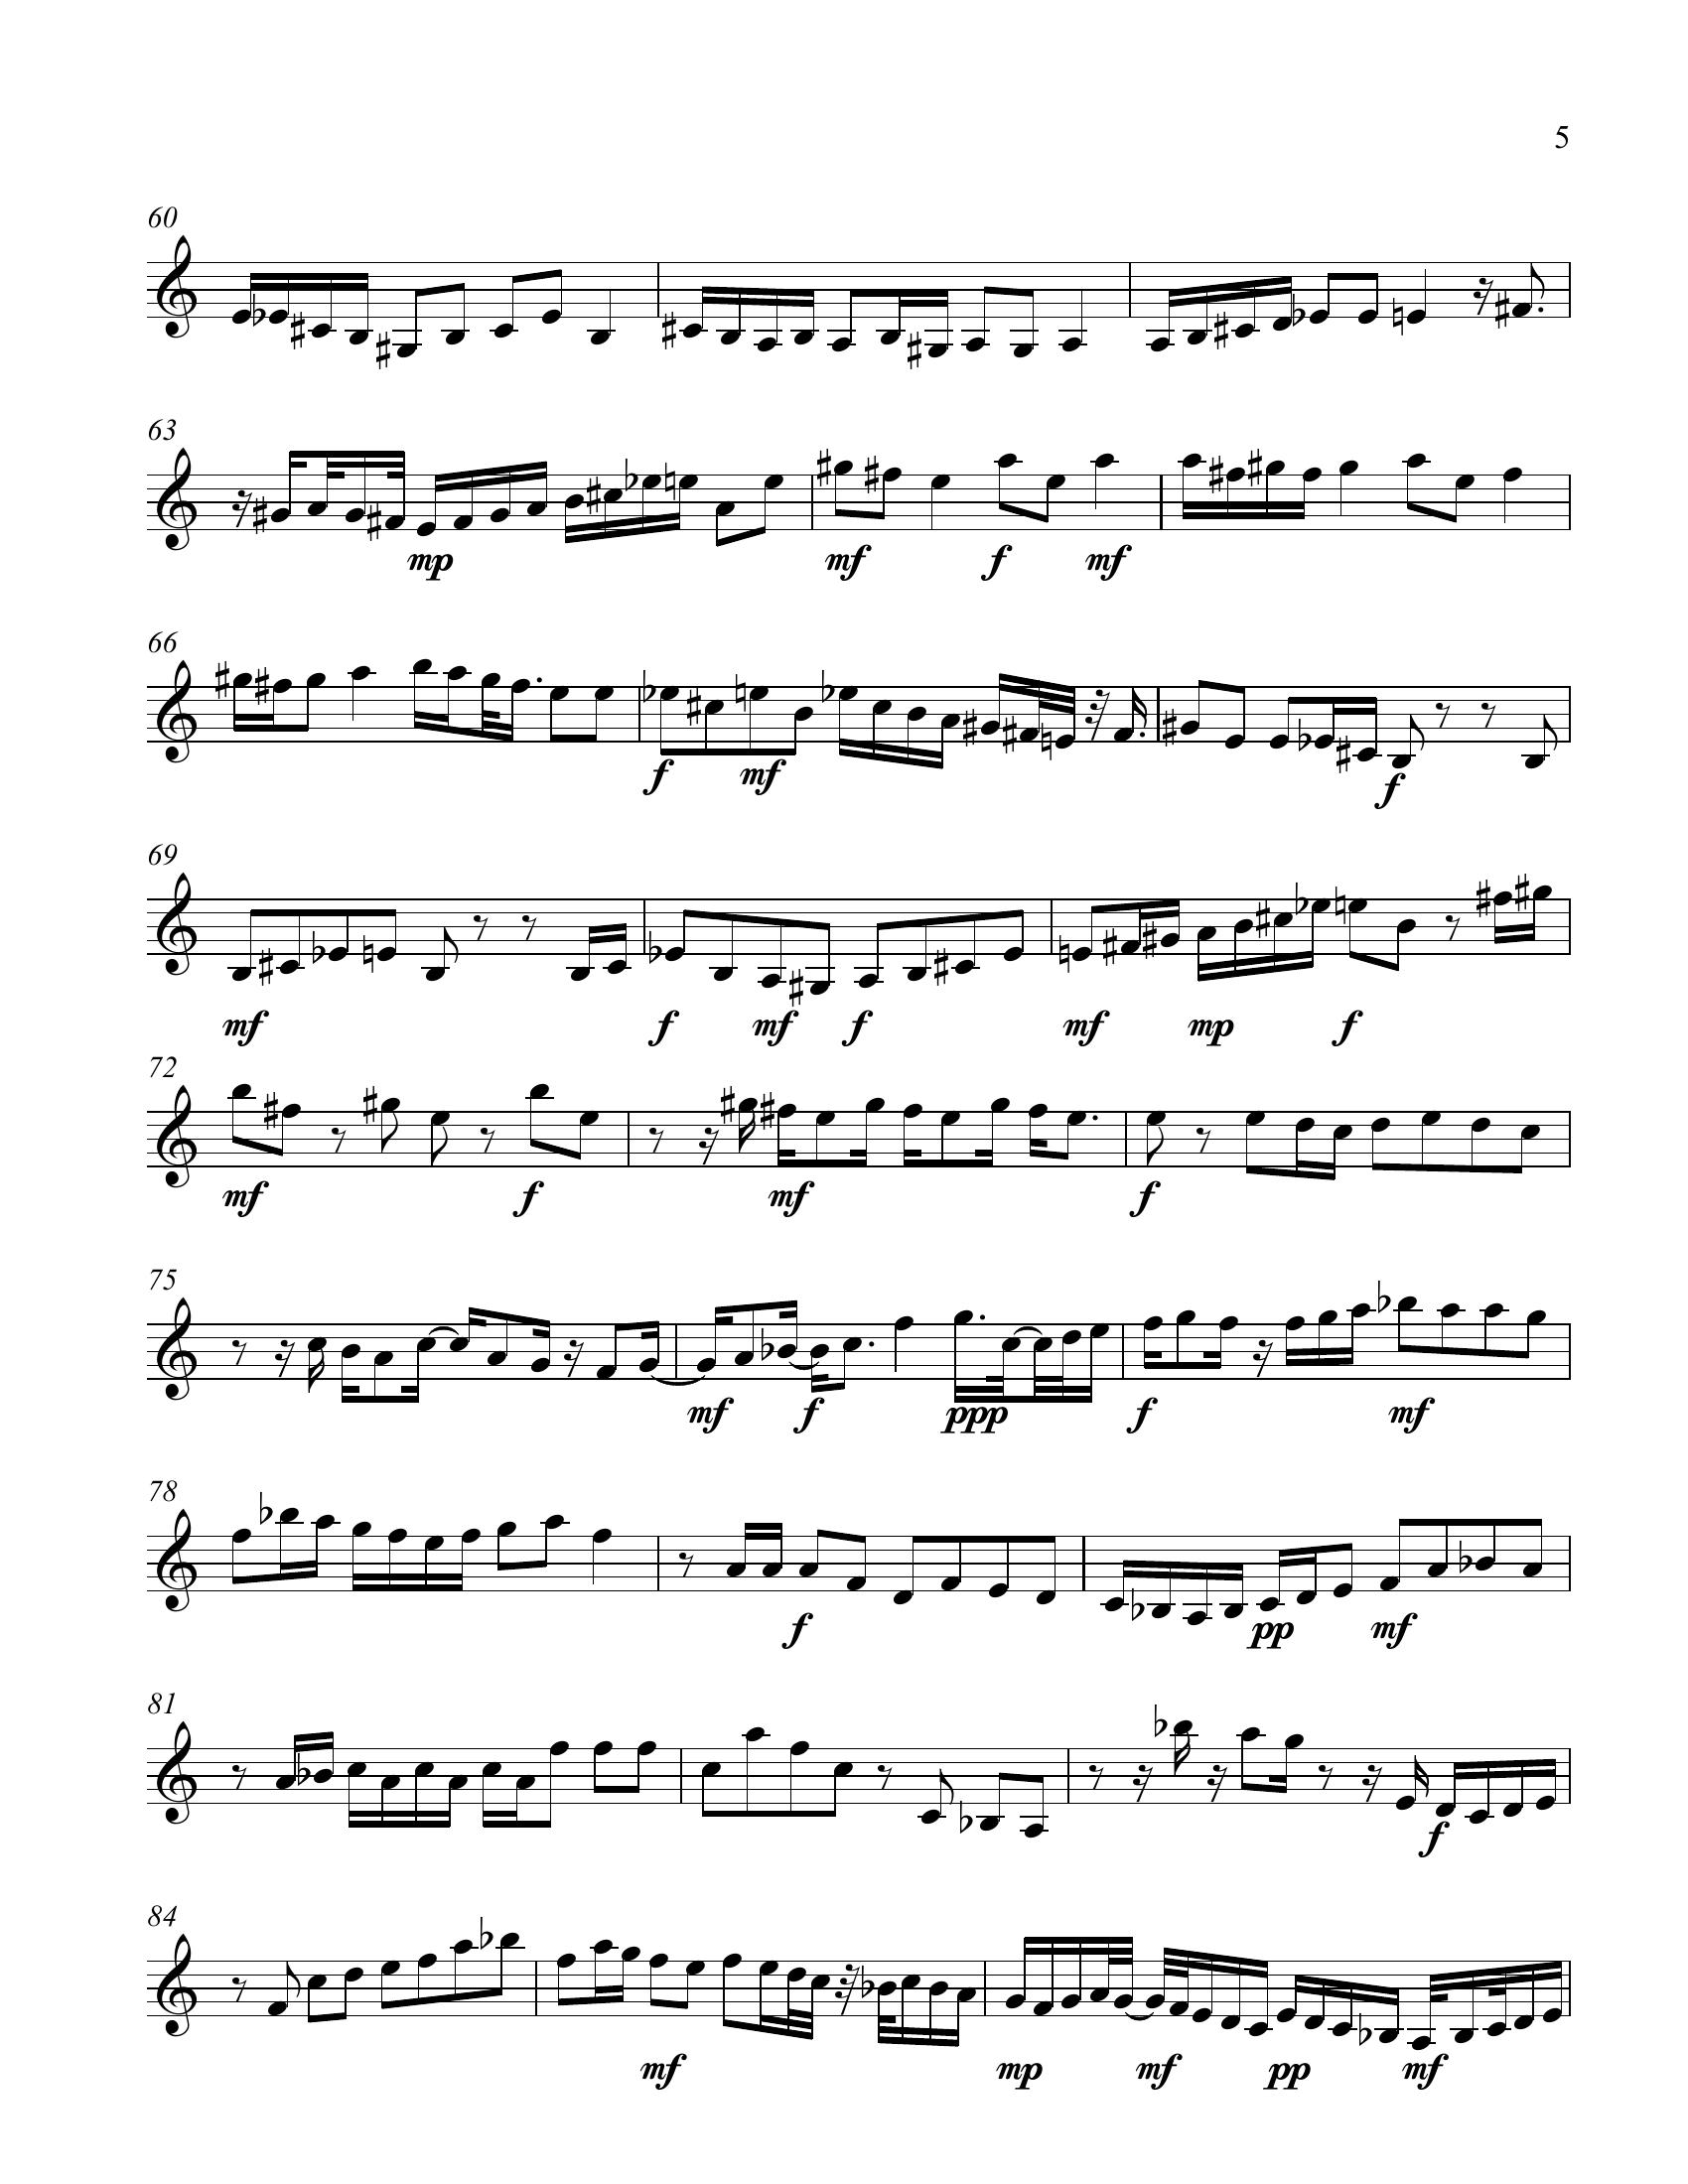 5
60
63
mp mf f mf
66
f mf f
69
mf f mf f mf mp f
72
mf f mf f
75
mf f ppp f mf
78
f pp mf
81
f
84
mf mp mf pp mf